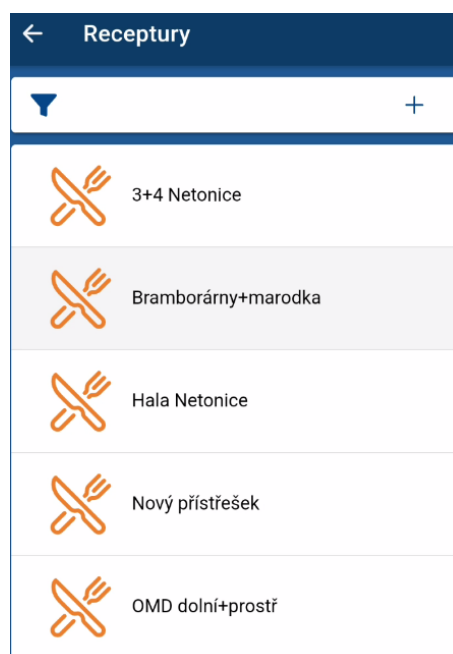 Receptury
3+4 Netonice
Bramborárny+marodka
Hala Netonice
Nový přístřešek
OMD dolní+prostř